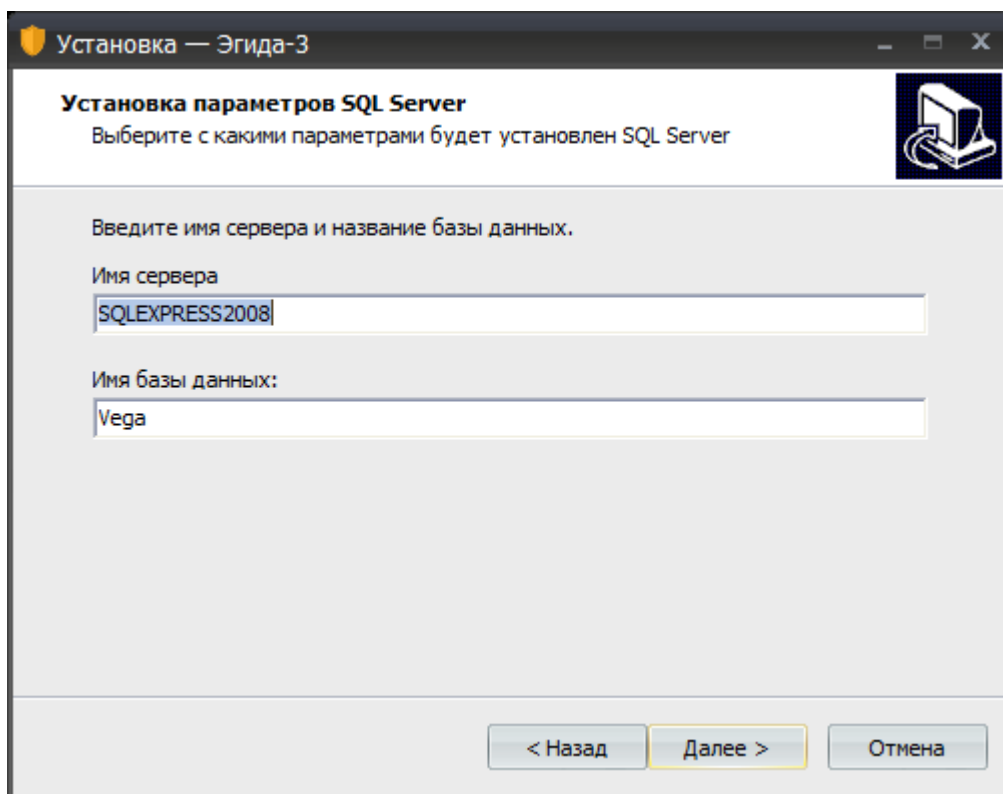 Установка — Эгида-3
Установка параметров SQL Server
Выберите с какими параметрами будет установлен SQL Server
Введите имя сервера и название базы данных.
Имя сервера
SQLEXPRESS2008
Имя базы данных:
Vega
< Назад
Далее >
Отмена